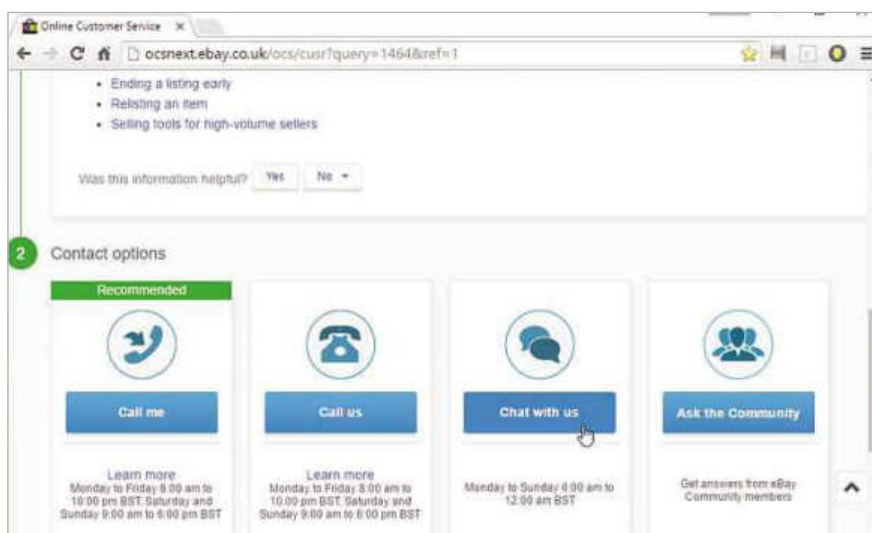 Online Customer Service
ocsnext.ebay.co.uk/ocs/cusr?query=1464&ref=1
Ending a listing early
Relisting an item
Selling tools for high-volume sellers
Was this information helpful? Yes No
2 Contact options
Recommended
Call me
Call us
Chat with us
Ask the Community
Learn more
Monday to Friday 8:00 am to
10:00 pm BST, Saturday and
Sunday 9:00 am to 6:00 pm BST
Learn more
Monday to Friday 8:00 am to
10:00 pm BST, Saturday and
Sunday 9:00 am to 6:00 pm BST
Monday to Sunday 6:00 am to
12:00 am BST
Get answers from eBay
Community members